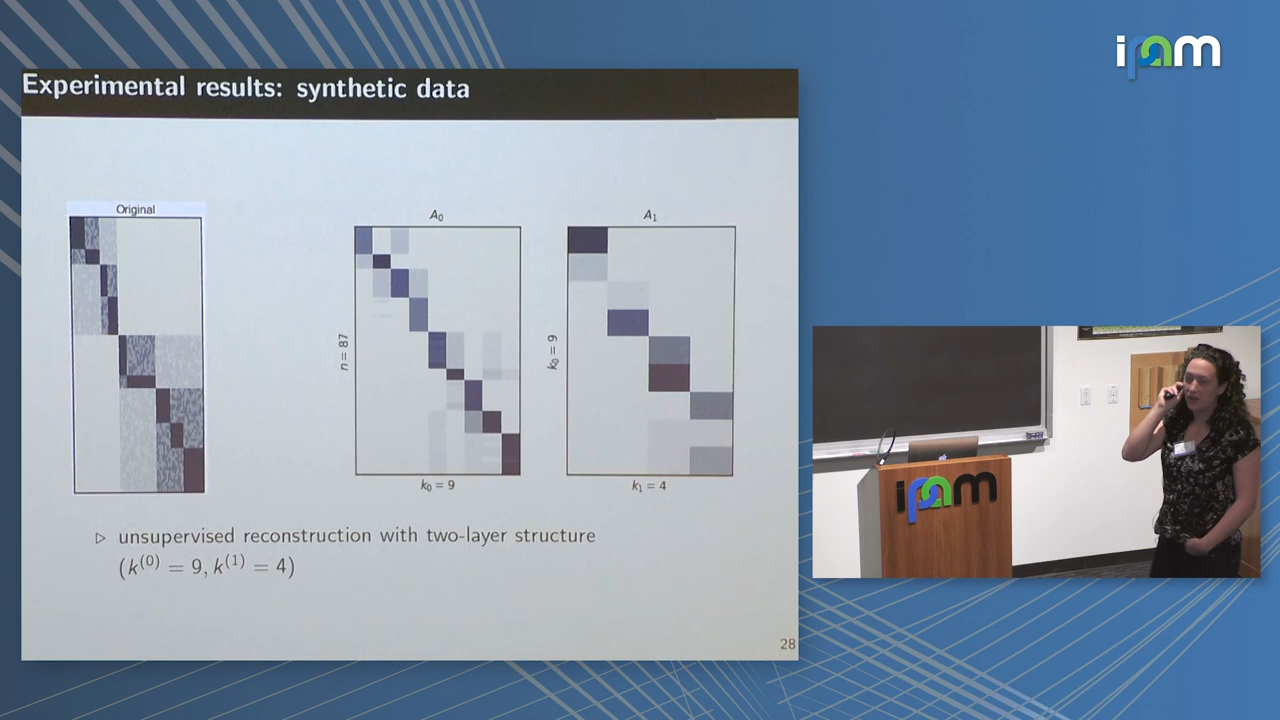 ipam
Experimental results: synthetic data
Original
A₀
A₁
n = 87
k₀ = 9
k₀ = 9
k₁ = 4
▷ unsupervised reconstruction with two-layer structure
(k⁽⁰⁾ = 9, k⁽¹⁾ = 4)
28
ipam